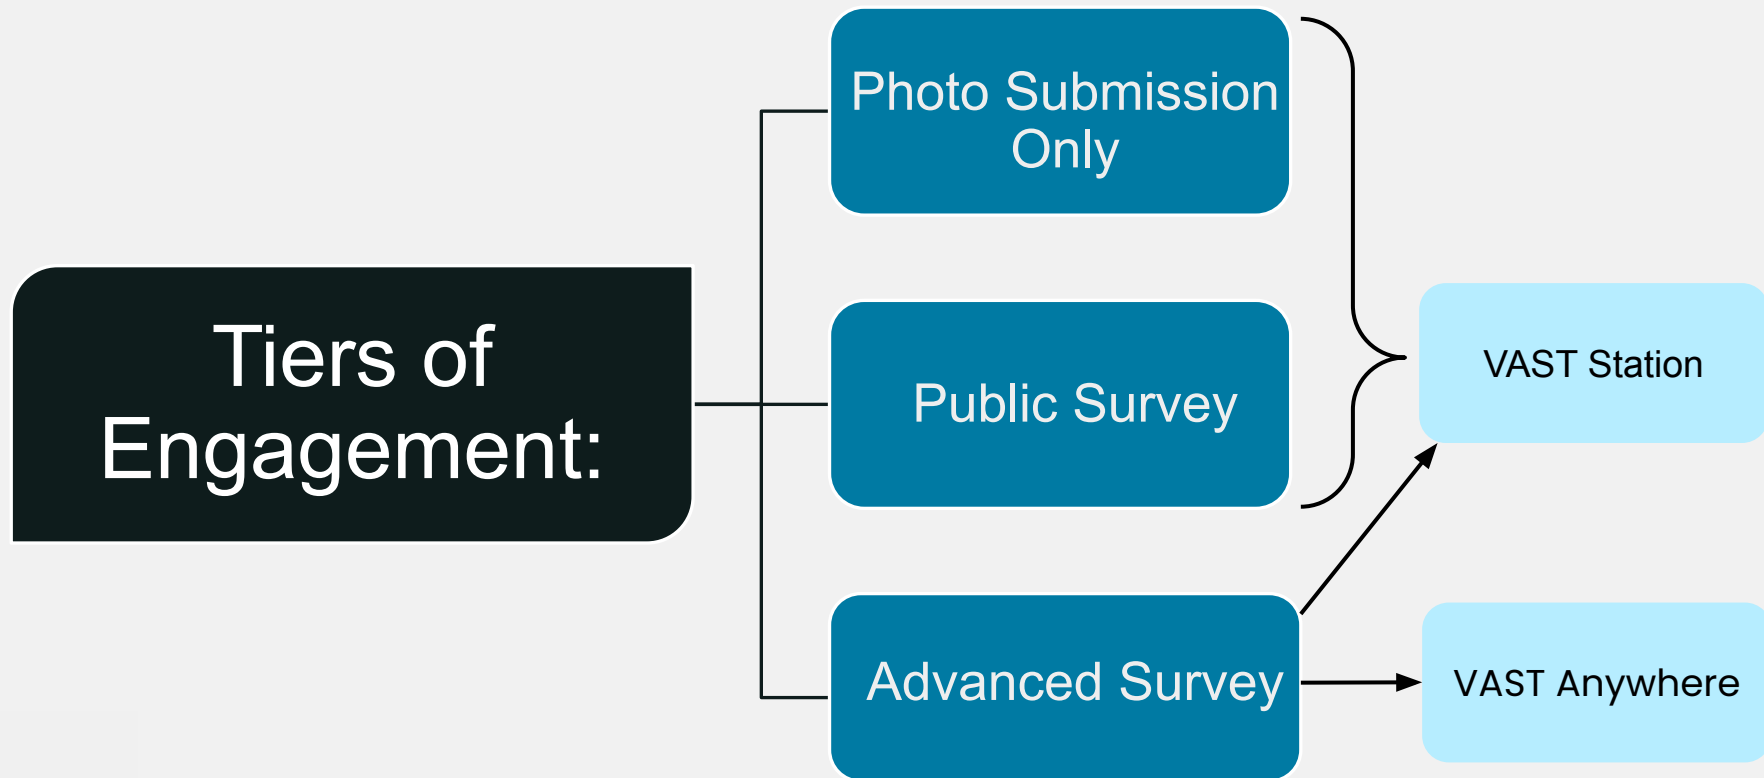 Tiers of
Engagement:
Photo Submission
Only
Public Survey
Advanced Survey
VAST Station
VAST Anywhere